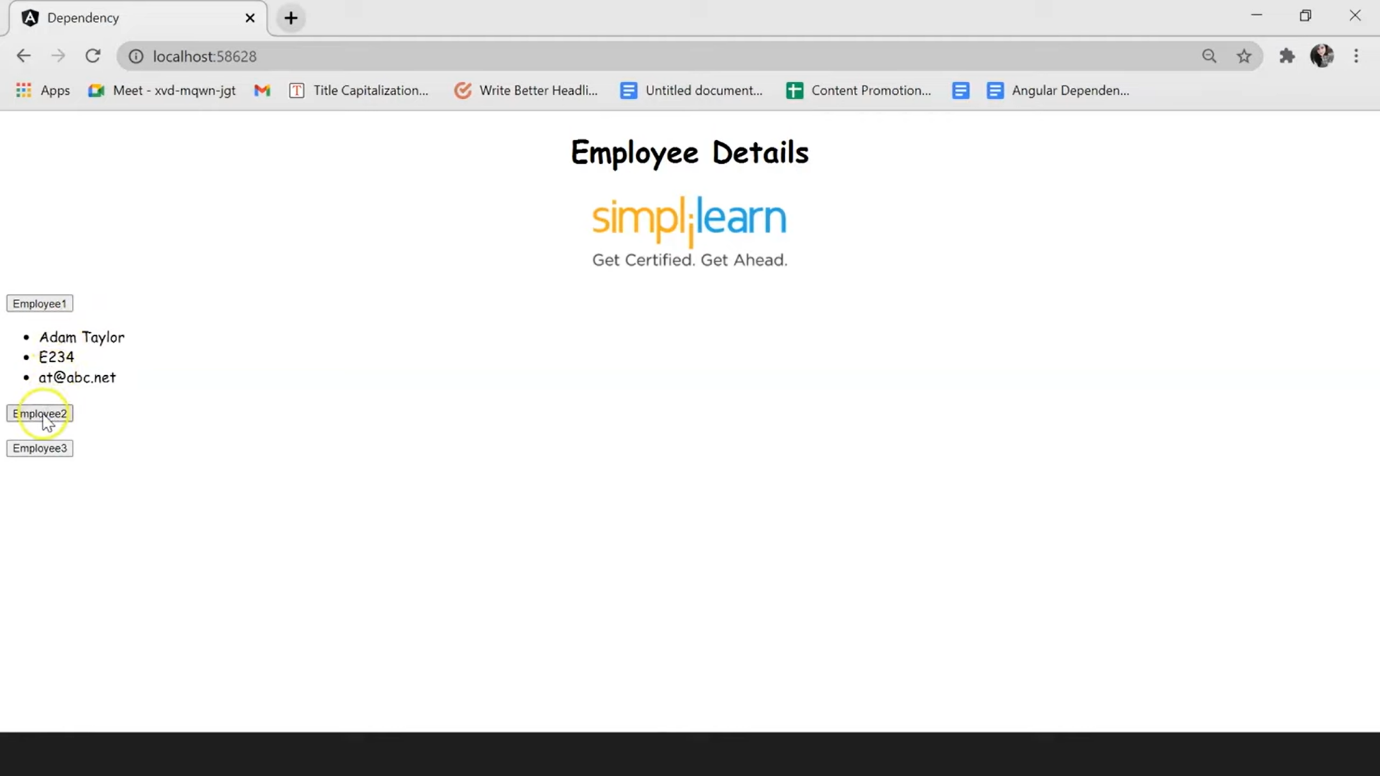 Dependency
localhost:58628
Apps Meet - xvd-mqwn-jgt Title Capitalization... Write Better Headli... Untitled document... Content Promotion... Angular Dependen...
Employee Details
simplilearn
Get Certified. Get Ahead.
Employee1
• Adam Taylor
• E234
• at@abc.net
Employee2
Employee3